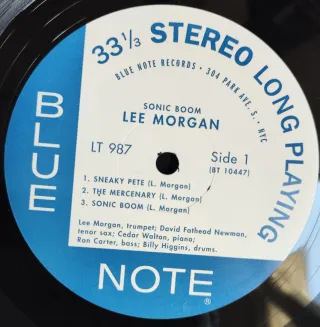 33 1/3 STEREO LONG PLAYING
BLUE NOTE RECORDS • 304 PARK AVE. S. • NYC
SONIC BOOM
LEE MORGAN
LT 987
Side 1
(BT 10447)
1. SNEAKY PETE (L. Morgan)
2. THE MERCENARY (L. Morgan)
3. SONIC BOOM (L. Morgan)
Lee Morgan, trumpet; David Fathead Newman,
tenor sax; Cedar Walton, piano;
Ron Carter, bass; Billy Higgins, drums.
BLUE
NOTE®